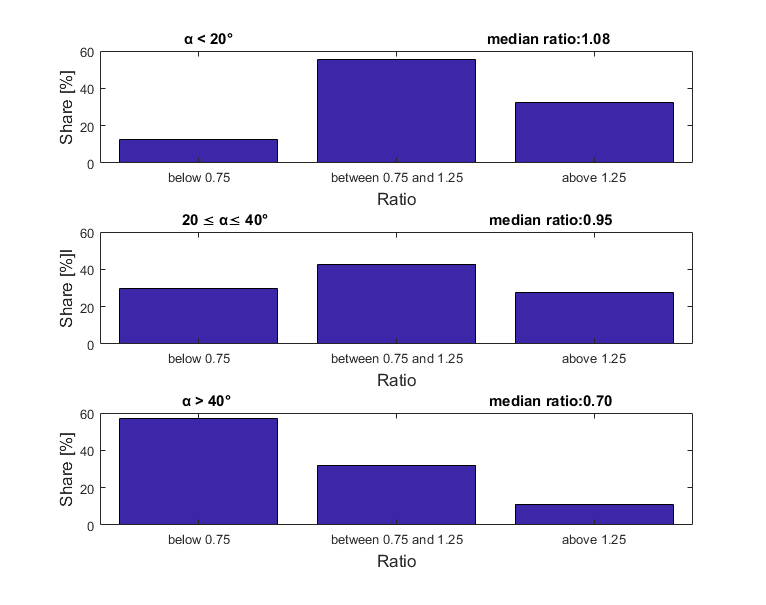 α < 20° median ratio:1.08
60
40
20
0
Share [%]
below 0.75 between 0.75 and 1.25 above 1.25
Ratio
20 ≤ α≤ 40° median ratio:0.95
60
40
20
0
Share [%]l
below 0.75 between 0.75 and 1.25 above 1.25
Ratio
α > 40° median ratio:0.70
60
40
20
0
Share [%]
below 0.75 between 0.75 and 1.25 above 1.25
Ratio